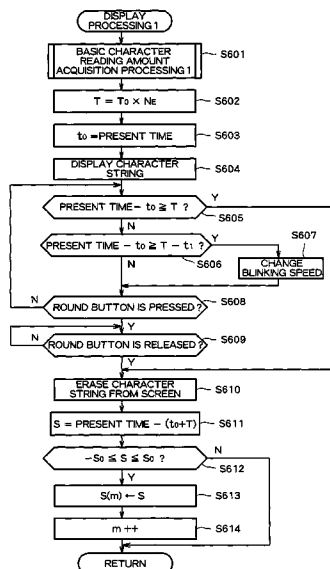 DISPLAY
PROCESSING 1
BASIC CHARACTER
READING AMOUNT
ACQUISITION PROCESSING 1
S601
T = T0 × NE
S602
t0 = PRESENT TIME
S603
DISPLAY CHARACTER
STRING
S604
PRESENT TIME - t0 ≧ T ?
Y
S605
N
PRESENT TIME - t0 ≧ T - t1 ?
Y
S606
S607
CHANGE
BLINKING SPEED
N
N
ROUND BUTTON IS PRESSED ?
S608
Y
N
ROUND BUTTON IS RELEASED ?
S609
Y
ERASE CHARACTER
STRING FROM SCREEN
S610
S = PRESENT TIME - (t0+T)
S611
-S0 ≦ S ≦ S0 ?
N
S612
Y
S(m) ← S
S613
m ++
S614
RETURN